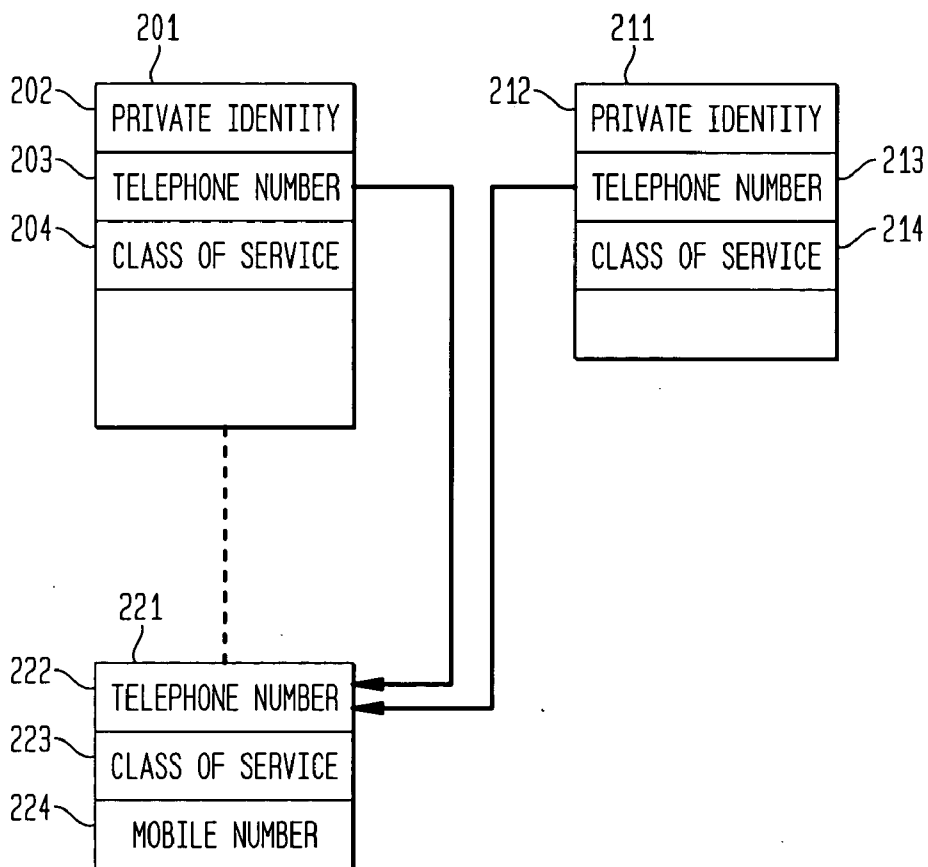 201
202
PRIVATE IDENTITY
203
TELEPHONE NUMBER
204
CLASS OF SERVICE
211
212
PRIVATE IDENTITY
TELEPHONE NUMBER
213
CLASS OF SERVICE
214
221
222
TELEPHONE NUMBER
223
CLASS OF SERVICE
224
MOBILE NUMBER